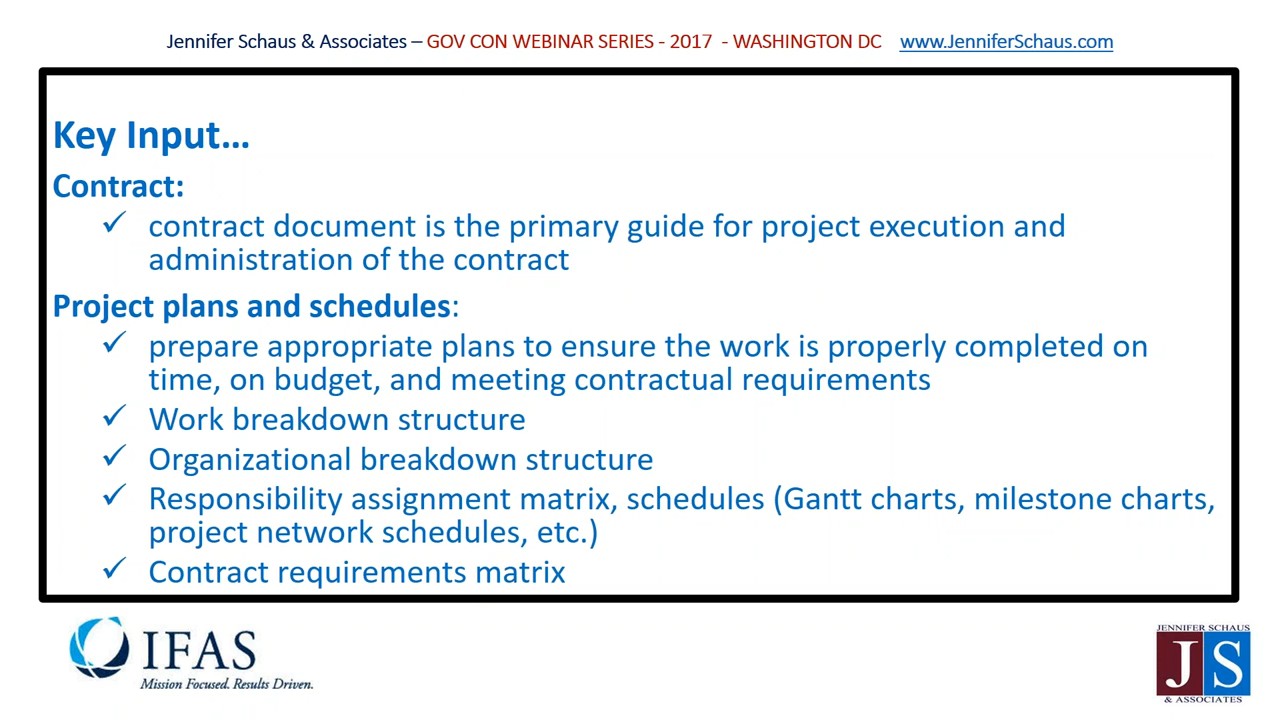 Jennifer Schaus & Associates – GOV CON WEBINAR SERIES - 2017 - WASHINGTON DC www.JenniferSchaus.com
Key Input…
Contract:
✓ contract document is the primary guide for project execution and
administration of the contract
Project plans and schedules:
✓ prepare appropriate plans to ensure the work is properly completed on
time, on budget, and meeting contractual requirements
✓ Work breakdown structure
✓ Organizational breakdown structure
✓ Responsibility assignment matrix, schedules (Gantt charts, milestone charts,
project network schedules, etc.)
✓ Contract requirements matrix
IFAS
Mission Focused. Results Driven.
JENNIFER SCHAUS
J S
& ASSOCIATES